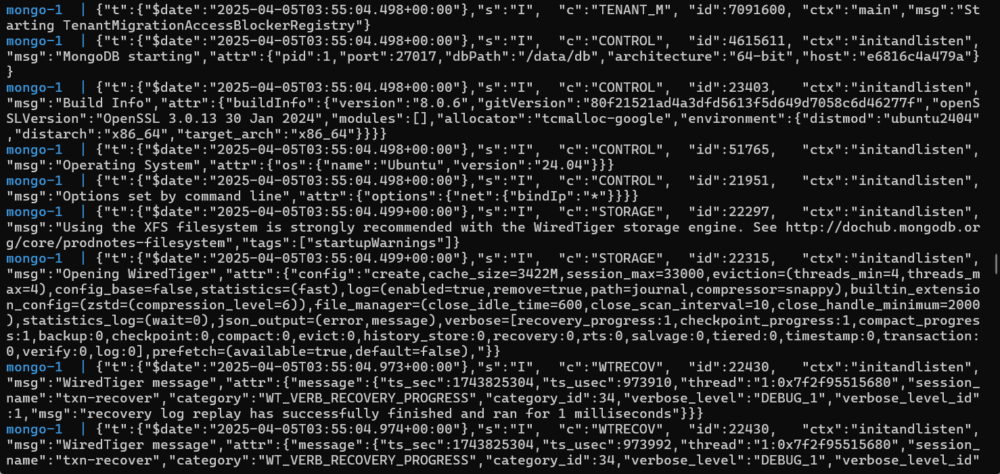 mongo-1  | {"t":{"$date":"2025-04-05T03:55:04.498+00:00"},"s":"I",  "c":"TENANT_M", "id":7091600, "ctx":"main","msg":"St
arting TenantMigrationAccessBlockerRegistry"}
mongo-1  | {"t":{"$date":"2025-04-05T03:55:04.498+00:00"},"s":"I",  "c":"CONTROL",  "id":4615611, "ctx":"initandlisten",
"msg":"MongoDB starting","attr":{"pid":1,"port":27017,"dbPath":"/data/db","architecture":"64-bit","host":"e6816c4a479a"}
}
mongo-1  | {"t":{"$date":"2025-04-05T03:55:04.498+00:00"},"s":"I",  "c":"CONTROL",  "id":23403,   "ctx":"initandlisten",
"msg":"Build Info","attr":{"buildInfo":{"version":"8.0.6","gitVersion":"80f21521ad4a3dfd5613f5d649d7058c6d46277f","openS
SLVersion":"OpenSSL 3.0.13 30 Jan 2024","modules":[],"allocator":"tcmalloc-google","environment":{"distmod":"ubuntu2404"
,"distarch":"x86_64","target_arch":"x86_64"}}}}
mongo-1  | {"t":{"$date":"2025-04-05T03:55:04.498+00:00"},"s":"I",  "c":"CONTROL",  "id":51765,   "ctx":"initandlisten",
"msg":"Operating System","attr":{"os":{"name":"Ubuntu","version":"24.04"}}}
mongo-1  | {"t":{"$date":"2025-04-05T03:55:04.498+00:00"},"s":"I",  "c":"CONTROL",  "id":21951,   "ctx":"initandlisten",
"msg":"Options set by command line","attr":{"options":{"net":{"bindIp":"*"}}}}
mongo-1  | {"t":{"$date":"2025-04-05T03:55:04.499+00:00"},"s":"I",  "c":"STORAGE",  "id":22297,   "ctx":"initandlisten",
"msg":"Using the XFS filesystem is strongly recommended with the WiredTiger storage engine. See http://dochub.mongodb.or
g/core/prodnotes-filesystem","tags":["startupWarnings"]}
mongo-1  | {"t":{"$date":"2025-04-05T03:55:04.499+00:00"},"s":"I",  "c":"STORAGE",  "id":22315,   "ctx":"initandlisten",
"msg":"Opening WiredTiger","attr":{"config":"create,cache_size=3422M,session_max=33000,eviction=(threads_min=4,threads_m
ax=4),config_base=false,statistics=(fast),log=(enabled=true,remove=true,path=journal,compressor=snappy),builtin_extensio
n_config=(zstd=(compression_level=6)),file_manager=(close_idle_time=600,close_scan_interval=10,close_handle_minimum=2000
),statistics_log=(wait=0),json_output=(error,message),verbose=[recovery_progress:1,checkpoint_progress:1,compact_progres
s:1,backup:0,checkpoint:0,compact:0,evict:0,history_store:0,recovery:0,rts:0,salvage:0,tiered:0,timestamp:0,transaction:
0,verify:0,log:0],prefetch=(available=true,default=false),"}}
mongo-1  | {"t":{"$date":"2025-04-05T03:55:04.973+00:00"},"s":"I",  "c":"WTRECOV",  "id":22430,   "ctx":"initandlisten",
"msg":"WiredTiger message","attr":{"message":{"ts_sec":1743825304,"ts_usec":973910,"thread":"1:0x7f2f95515680","session_
name":"txn-recover","category":"WT_VERB_RECOVERY_PROGRESS","category_id":34,"verbose_level":"DEBUG_1","verbose_level_id"
:1,"msg":"recovery log replay has successfully finished and ran for 1 milliseconds"}}}
mongo-1  | {"t":{"$date":"2025-04-05T03:55:04.974+00:00"},"s":"I",  "c":"WTRECOV",  "id":22430,   "ctx":"initandlisten",
"msg":"WiredTiger message","attr":{"message":{"ts_sec":1743825304,"ts_usec":973992,"thread":"1:0x7f2f95515680","session_
name":"txn-recover","category":"WT_VERB_RECOVERY_PROGRESS","category_id":34,"verbose_level":"DEBUG_1","verbose_level_id"